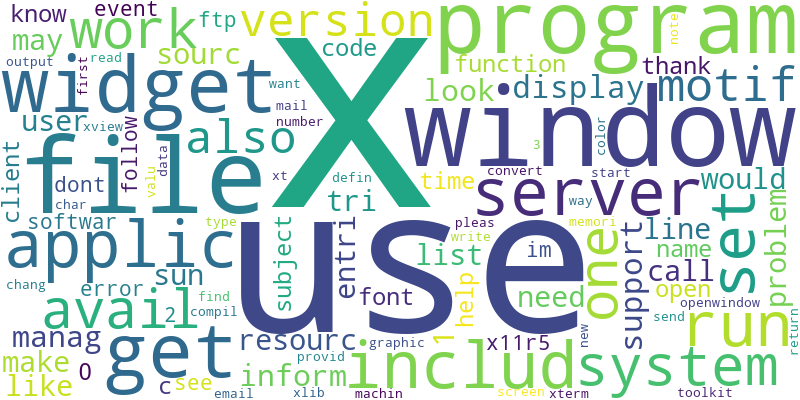 know
event
ftp
version
program
may
work
sourc
code
function
thank
note
output
first
read
look
display
motif
widget
want
X
window
user
xview
also
mail
number
color
3
client
follow
file
server
convert
start
would
dont
data
valu
xt
defin
tri
time
way
char
softwar
type
subject
entri
use
pleas
write
memori
one
support
line
set
problem
applic
sun
list
im
name
call
chang
error
find
font
need
open
openwindow
avail
2
compil
help
send
run
manag
resourc
graphic
1
x11r5
new
return
make
0
get
inform
provid
includ
system
like
c
see
email
xlib
machin
screen
xterm
toolkit